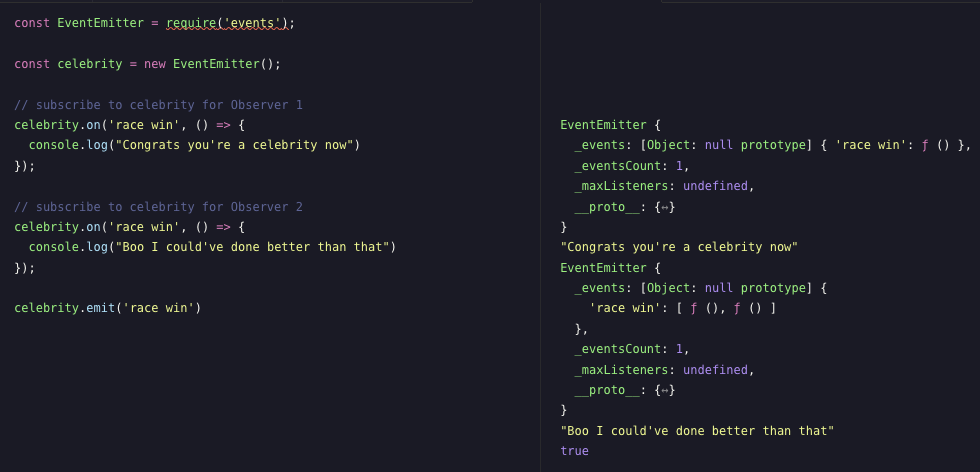 const EventEmitter = require('events');
const celebrity = new EventEmitter();
// subscribe to celebrity for Observer 1
celebrity.on('race win', () => {
  console.log("Congrats you're a celebrity now")
});
// subscribe to celebrity for Observer 2
celebrity.on('race win', () => {
  console.log("Boo I could've done better than that")
});
celebrity.emit('race win')
EventEmitter {
  _events: [Object: null prototype] { 'race win': ƒ () },
  _eventsCount: 1,
  _maxListeners: undefined,
  __proto__: {↔}
}
"Congrats you're a celebrity now"
EventEmitter {
  _events: [Object: null prototype] {
    'race win': [ ƒ (), ƒ () ]
  },
  _eventsCount: 1,
  _maxListeners: undefined,
  __proto__: {↔}
}
"Boo I could've done better than that"
true